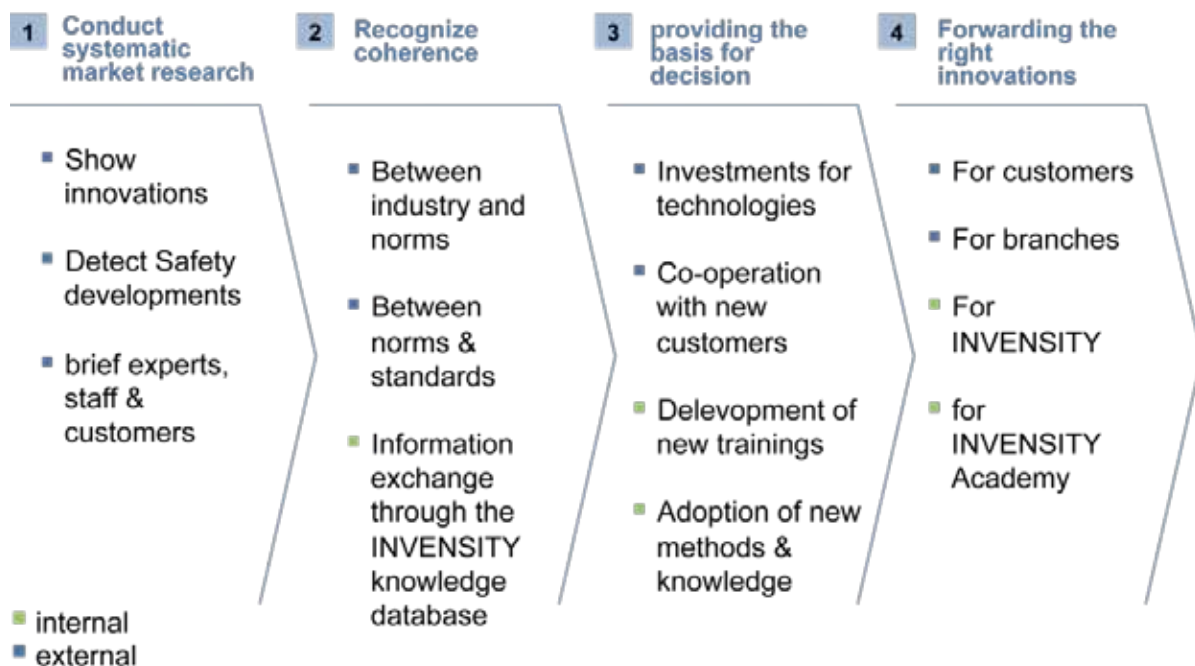 1 Conduct
systematic
market research
Show
innovations
Detect Safety
developments
brief experts,
staff &
customers
2 Recognize
coherence
Between
industry and
norms
Between
norms &
standards
Information
exchange
through the
INVENSITY
knowledge
database
3 providing the
basis for
decision
Investments for
technologies
Co-operation
with new
customers
Delevopment of
new trainings
Adoption of new
methods &
knowledge
4 Forwarding the
right
innovations
For customers
For branches
For
INVENSITY
for
INVENSITY
Academy
internal
external